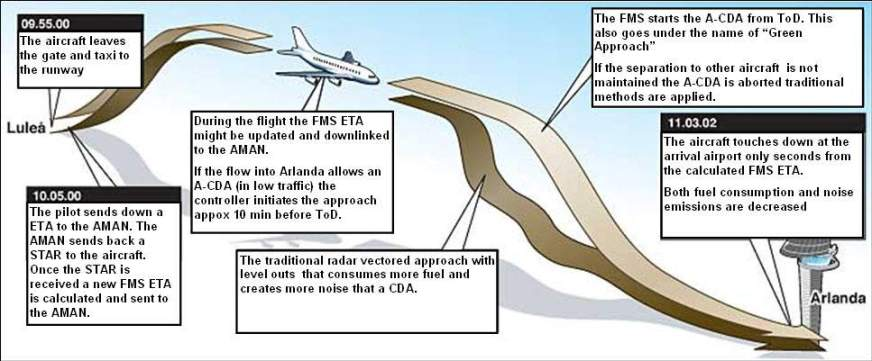 09.55.00
The aircraft leaves
the gate and taxi to
the runway
Luleå
10.05.00
The pilot sends down a
ETA to the AMAN. The
AMAN sends back a
STAR to the aircraft.
Once the STAR is
received a new FMS ETA
is calculated and sent to
the AMAN.
During the flight the FMS ETA
might be updated and downlinked
to the AMAN.
If the flow into Arlanda allows an
A-CDA (in low traffic) the
controller initiates the approach
appox 10 min before ToD.
The traditional radar vectored approach with
level outs that consumes more fuel and
creates more noise that a CDA.
The FMS starts the A-CDA from ToD. This
also goes under the name of “Green
Approach”
If the separation to other aircraft is not
maintained the A-CDA is aborted traditional
methods are applied.
11.03.02
The aircraft touches down at the
arrival airport only seconds from
the calculated FMS ETA.
Both fuel consumption and noise
emissions are decreased
Arlanda